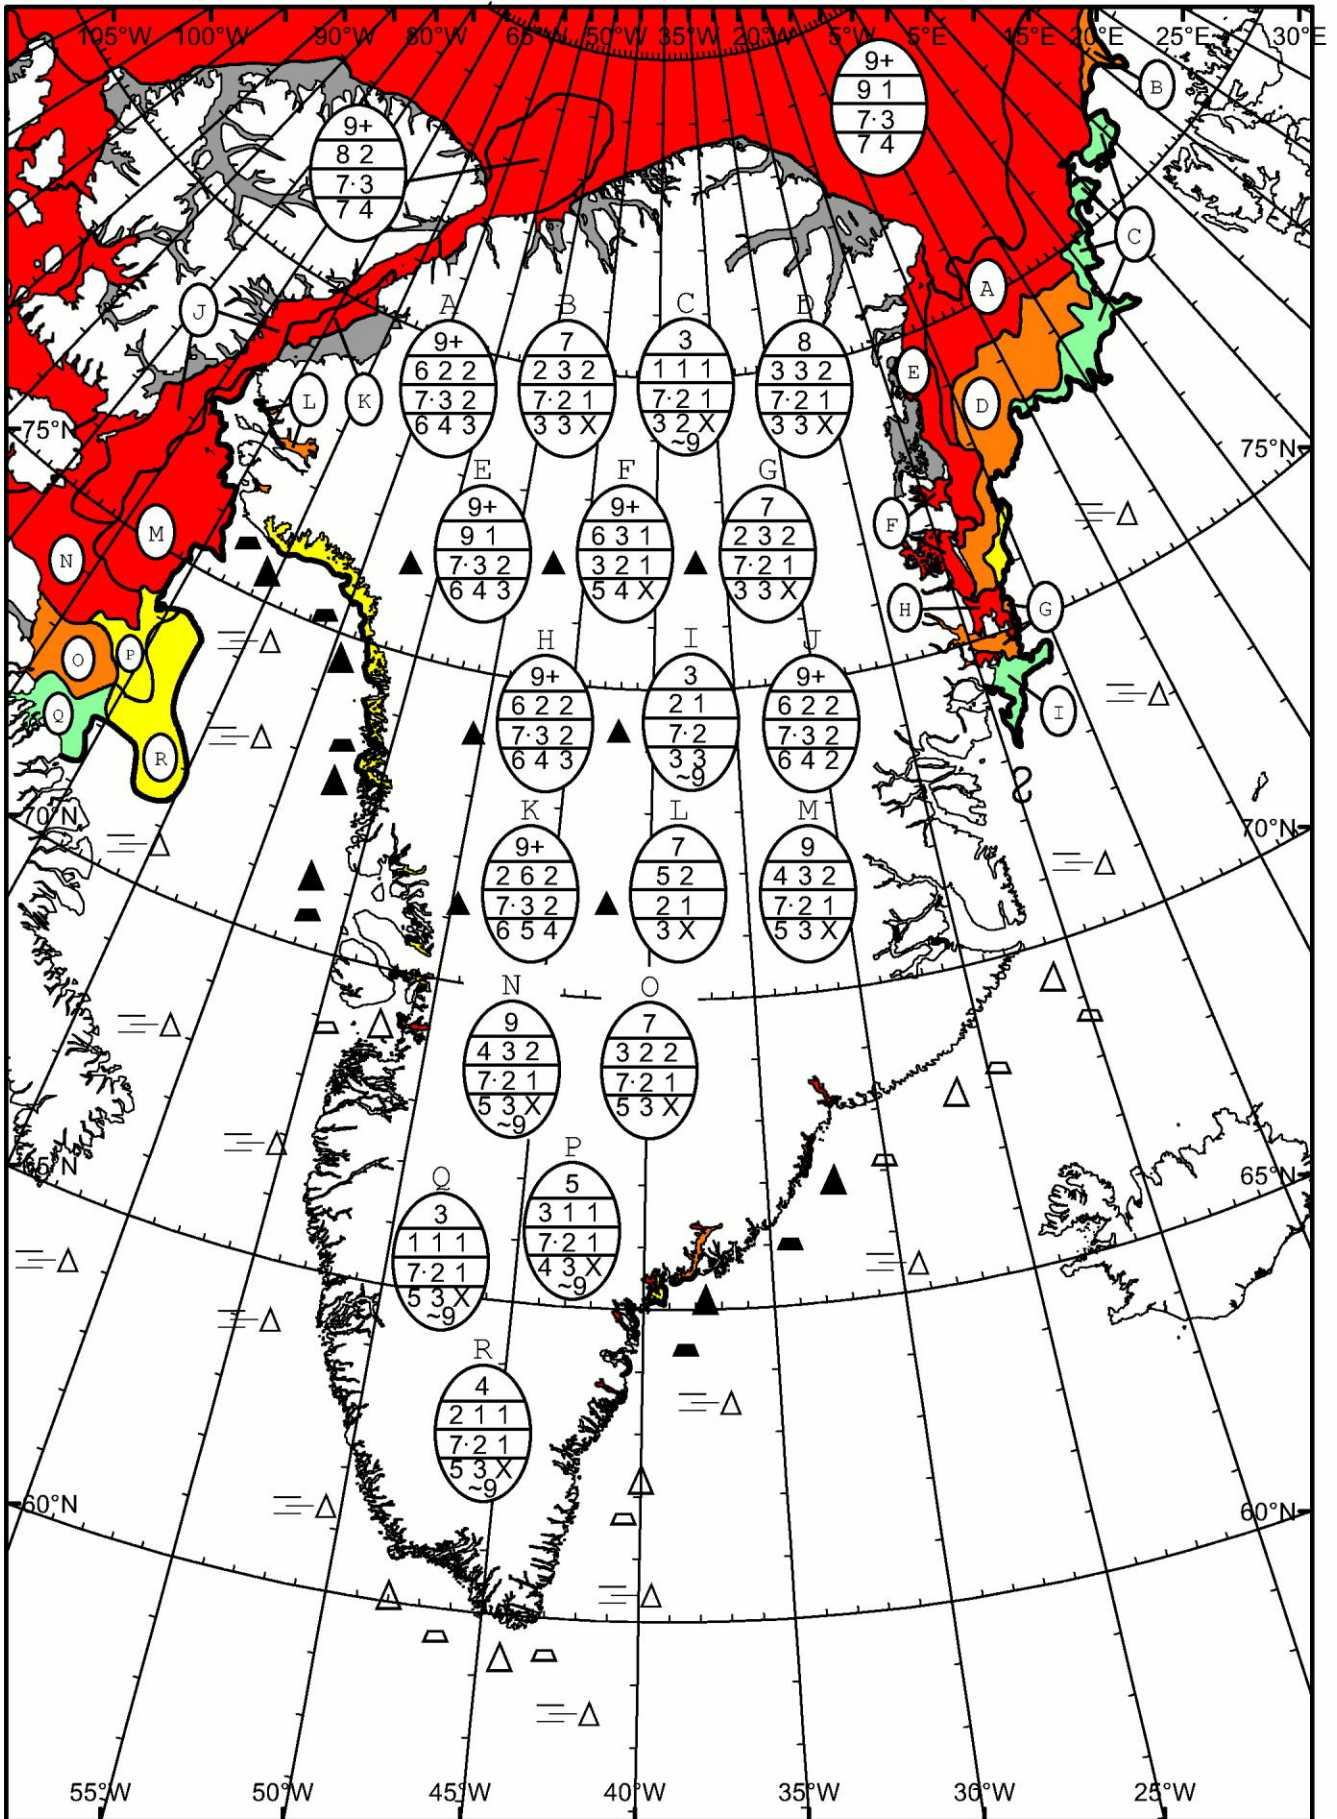 105°W 100°W 90°W 80°W 65°W 50°W 35°W 20°W 5°W 5°E 15°E 20°E 25°E 30°E
9+
9 1
7·3
7 4
B
9+
8 2
7·3
7 4
C
J
A
A B C D
9+ 7 3 8
6 2 2 2 3 2 1 1 1 3 3 2
7·3 2 7·2 1 7·2 1 7·2 1
6 4 3 3 3 X 3 2 X 3 3 X
~9
E
L K
D
75°N 75°N
E F G
9+ 9+ 7
9 1 6 3 1 2 3 2
7·3 2 3 2 1 7·2 1
6 4 3 5 4 X 3 3 X
F
M
N
H G
H I J
9+ 3 9+
6 2 2 2 1 6 2 2
7·3 2 7·2 7·3 2
6 4 3 3 3 6 4 2
~9
O P
Q
I
R
70°N 70°N
K L M
9+ 7 9
2 6 2 5 2 4 3 2
7·3 2 2 1 7·2 1
6 5 4 3 X 5 3 X
N O
9 7
4 3 2 3 2 2
7·2 1 7·2 1
5 3 X 5 3 X
~9
65°N 65°N
Q P
3 5
1 1 1 3 1 1
7·2 1 7·2 1
5 3 X 4 3 X
~9 ~9
R
4
2 1 1
7·2 1
5 3 X
~9
60°N 60°N
55°W 50°W 45°W 40°W 35°W 30°W 25°W